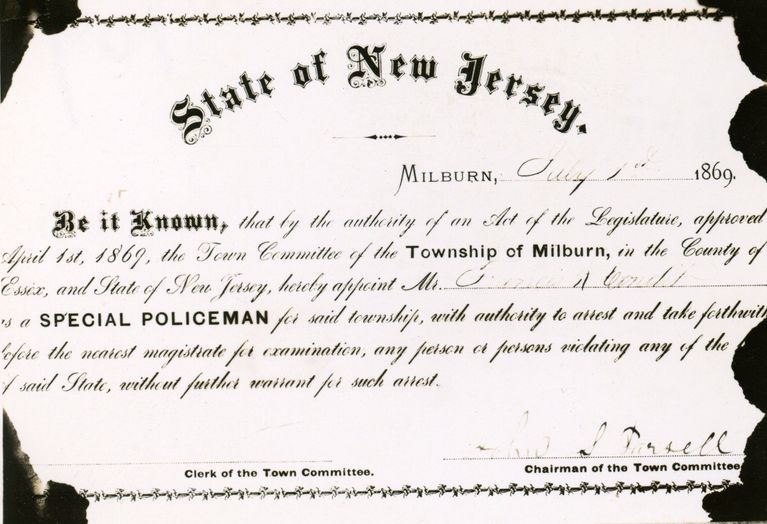 State of New Jersey.
MILBURN, July 1st 1869.
Be it Known, that by the authority of an Act of the Legislature, approved
April 1st, 1869, the Town Committee of the Township of Milburn, in the County of
Essex, and State of New Jersey, hereby appoint Mr.
as a SPECIAL POLICEMAN for said township, with authority to arrest and take forthwith
before the nearest magistrate for examination, any person or persons violating any of the
of said State, without further warrant for such arrest.
Clerk of the Town Committee.
Chairman of the Town Committee